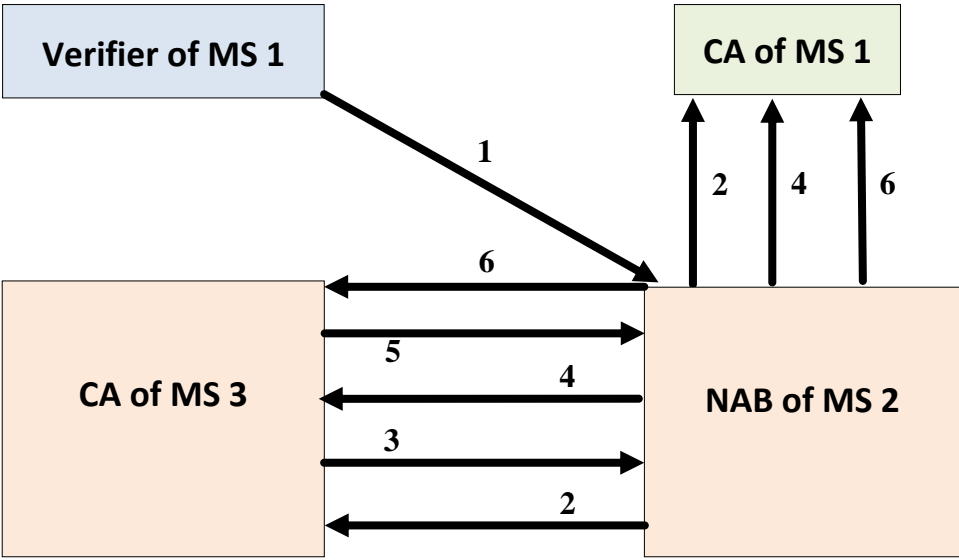 Verifier of MS 1
CA of MS 1
1
2
4
6
6
5
4
3
2
CA of MS 3
NAB of MS 2